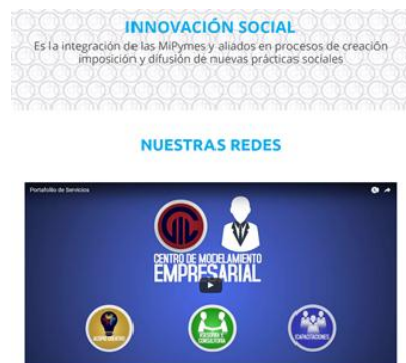 INNOVACIÓN SOCIAL
Es la integración de las MiPymes y aliados en procesos de creación
imposición y difusión de nuevas prácticas sociales
NUESTRAS REDES
Portafolio de Servicios
CENTRO DE MODELAMIENTO
EMPRESARIAL
CAPACITACIONES